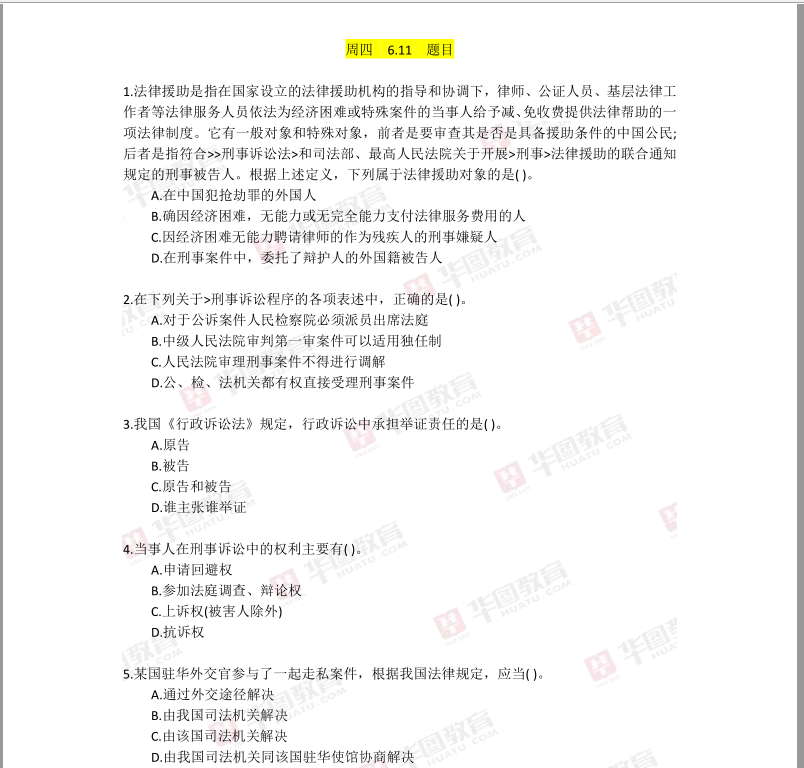 周四 6.11 题目
1.法律援助是指在国家设立的法律援助机构的指导和协调下，律师、公证人员、基层法律工
作者等法律服务人员依法为经济困难或特殊案件的当事人给予减、免收费提供法律帮助的一
项法律制度。它有一般对象和特殊对象，前者是要审查其是否是具备援助条件的中国公民;
后者是指符合>>刑事诉讼法>和司法部、最高人民法院关于开展>刑事>法律援助的联合通知
规定的刑事被告人。根据上述定义，下列属于法律援助对象的是( )。
A.在中国犯抢劫罪的外国人
B.确因经济困难，无能力或无完全能力支付法律服务费用的人
C.因经济困难无能力聘请律师的作为残疾人的刑事嫌疑人
D.在刑事案件中，委托了辩护人的外国籍被告人
2.在下列关于>刑事诉讼程序的各项表述中，正确的是( )。
A.对于公诉案件人民检察院必须派员出席法庭
B.中级人民法院审判第一审案件可以适用独任制
C.人民法院审理刑事案件不得进行调解
D.公、检、法机关都有权直接受理刑事案件
3.我国《行政诉讼法》规定，行政诉讼中承担举证责任的是( )。
A.原告
B.被告
C.原告和被告
D.谁主张谁举证
4.当事人在刑事诉讼中的权利主要有( )。
A.申请回避权
B.参加法庭调查、辩论权
C.上诉权(被害人除外)
D.抗诉权
5.某国驻华外交官参与了一起走私案件，根据我国法律规定，应当( )。
A.通过外交途径解决
B.由我国司法机关解决
C.由该国司法机关解决
D.由我国司法机关同该国驻华使馆协商解决
华图教育
HUATU.COM